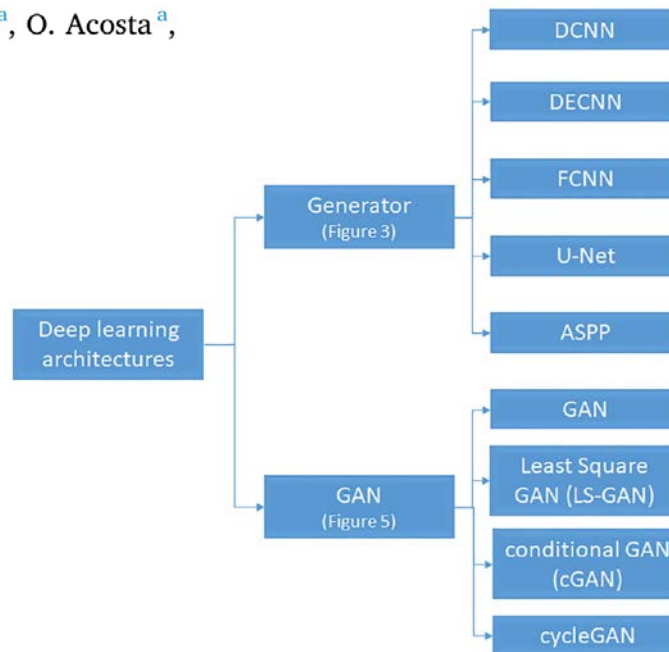 a, O. Acosta a,
DCNN
DECNN
FCNN
U-Net
ASPP
Generator
(Figure 3)
Deep learning
architectures
GAN
(Figure 5)
GAN
Least Square
GAN (LS-GAN)
conditional GAN
(cGAN)
cycleGAN